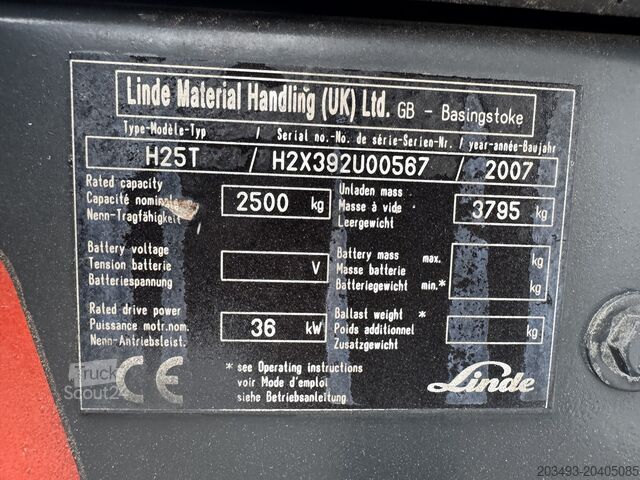 Linde Material Handling (UK) Ltd. GB - Basingstoke
Type-Modèle-Typ / Serial no.-No. de série-Serien-Nr. / year-année-Baujahr
H25T / H2X392U00567 / 2007
Rated capacity
Capacité nominale
Nenn-Tragfähigkeit
2500 kg
Unladen mass
Masse à vide
Leergewicht
3795 kg
Battery voltage
Tension batterie
Batteriespannung
V
Battery mass max.
Masse batterie
Batteriegewicht min.*
kg
kg
Rated drive power
Puissance motr.nom.
Nenn-Antriebsleist.
36 kW
Ballast weight *
Poids additionnel
Zusatzgewicht
kg
* see Operating instructions
voir Mode d'emploi
siehe Betriebsanleitung
CE
Linde
Truck
Scout24
203493-20405085